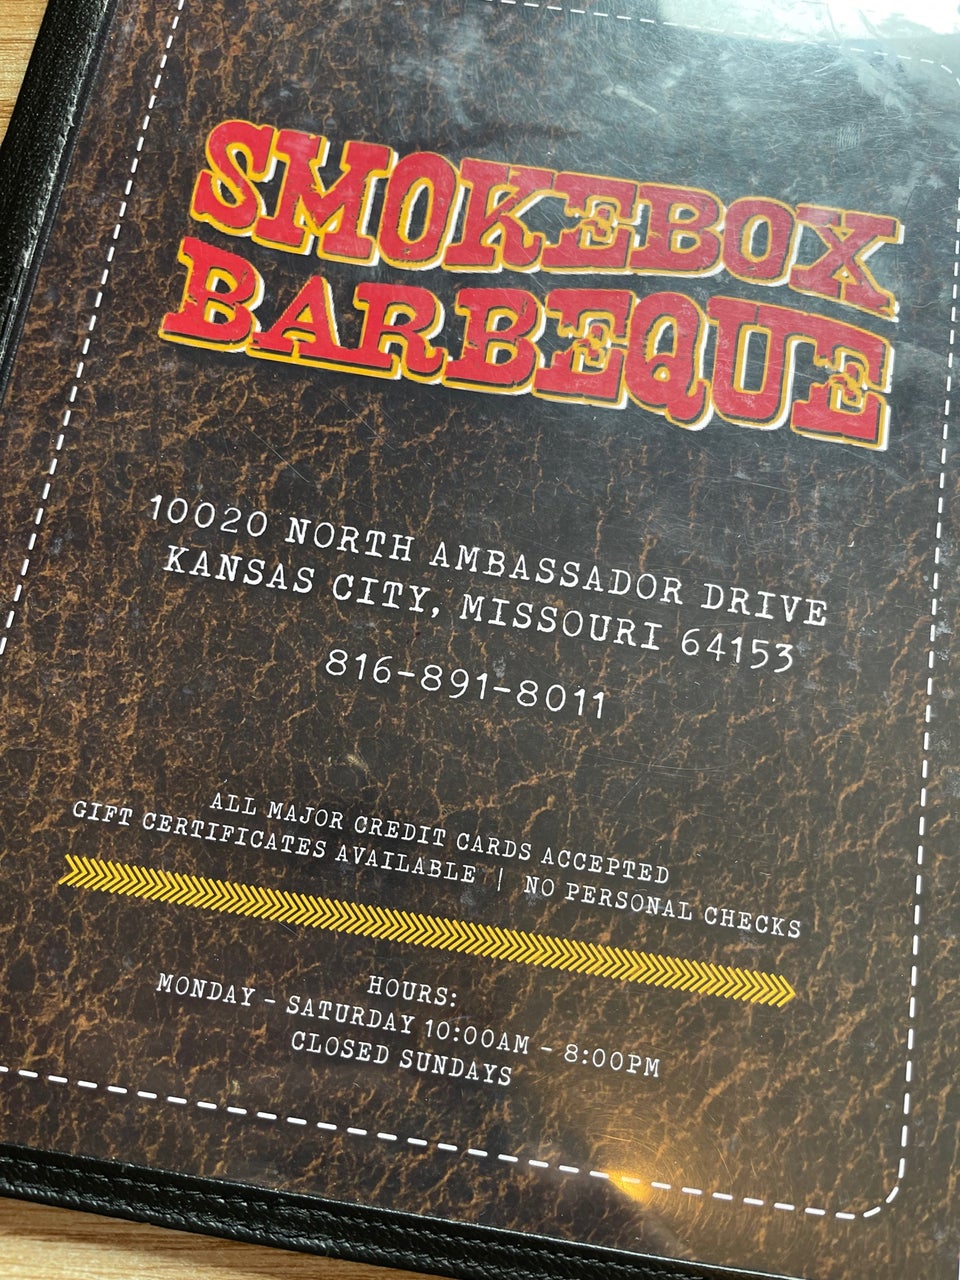 SMOKEBOX
BARBEQUE
10020 NORTH AMBASSADOR DRIVE
KANSAS CITY, MISSOURI 64153
816-891-8011
ALL MAJOR CREDIT CARDS ACCEPTED
GIFT CERTIFICATES AVAILABLE | NO PERSONAL CHECKS
HOURS:
MONDAY - SATURDAY 10:00AM - 8:00PM
CLOSED SUNDAYS